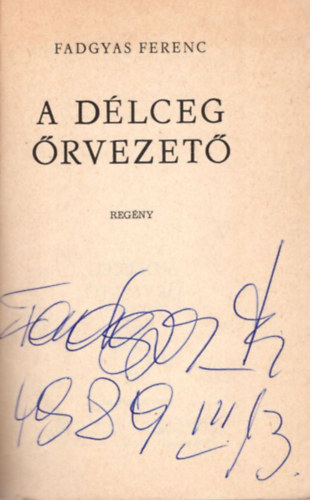 FADGYAS FERENC
A DÉLCEG
ŐRVEZETŐ
REGÉNY
1989 III/3.